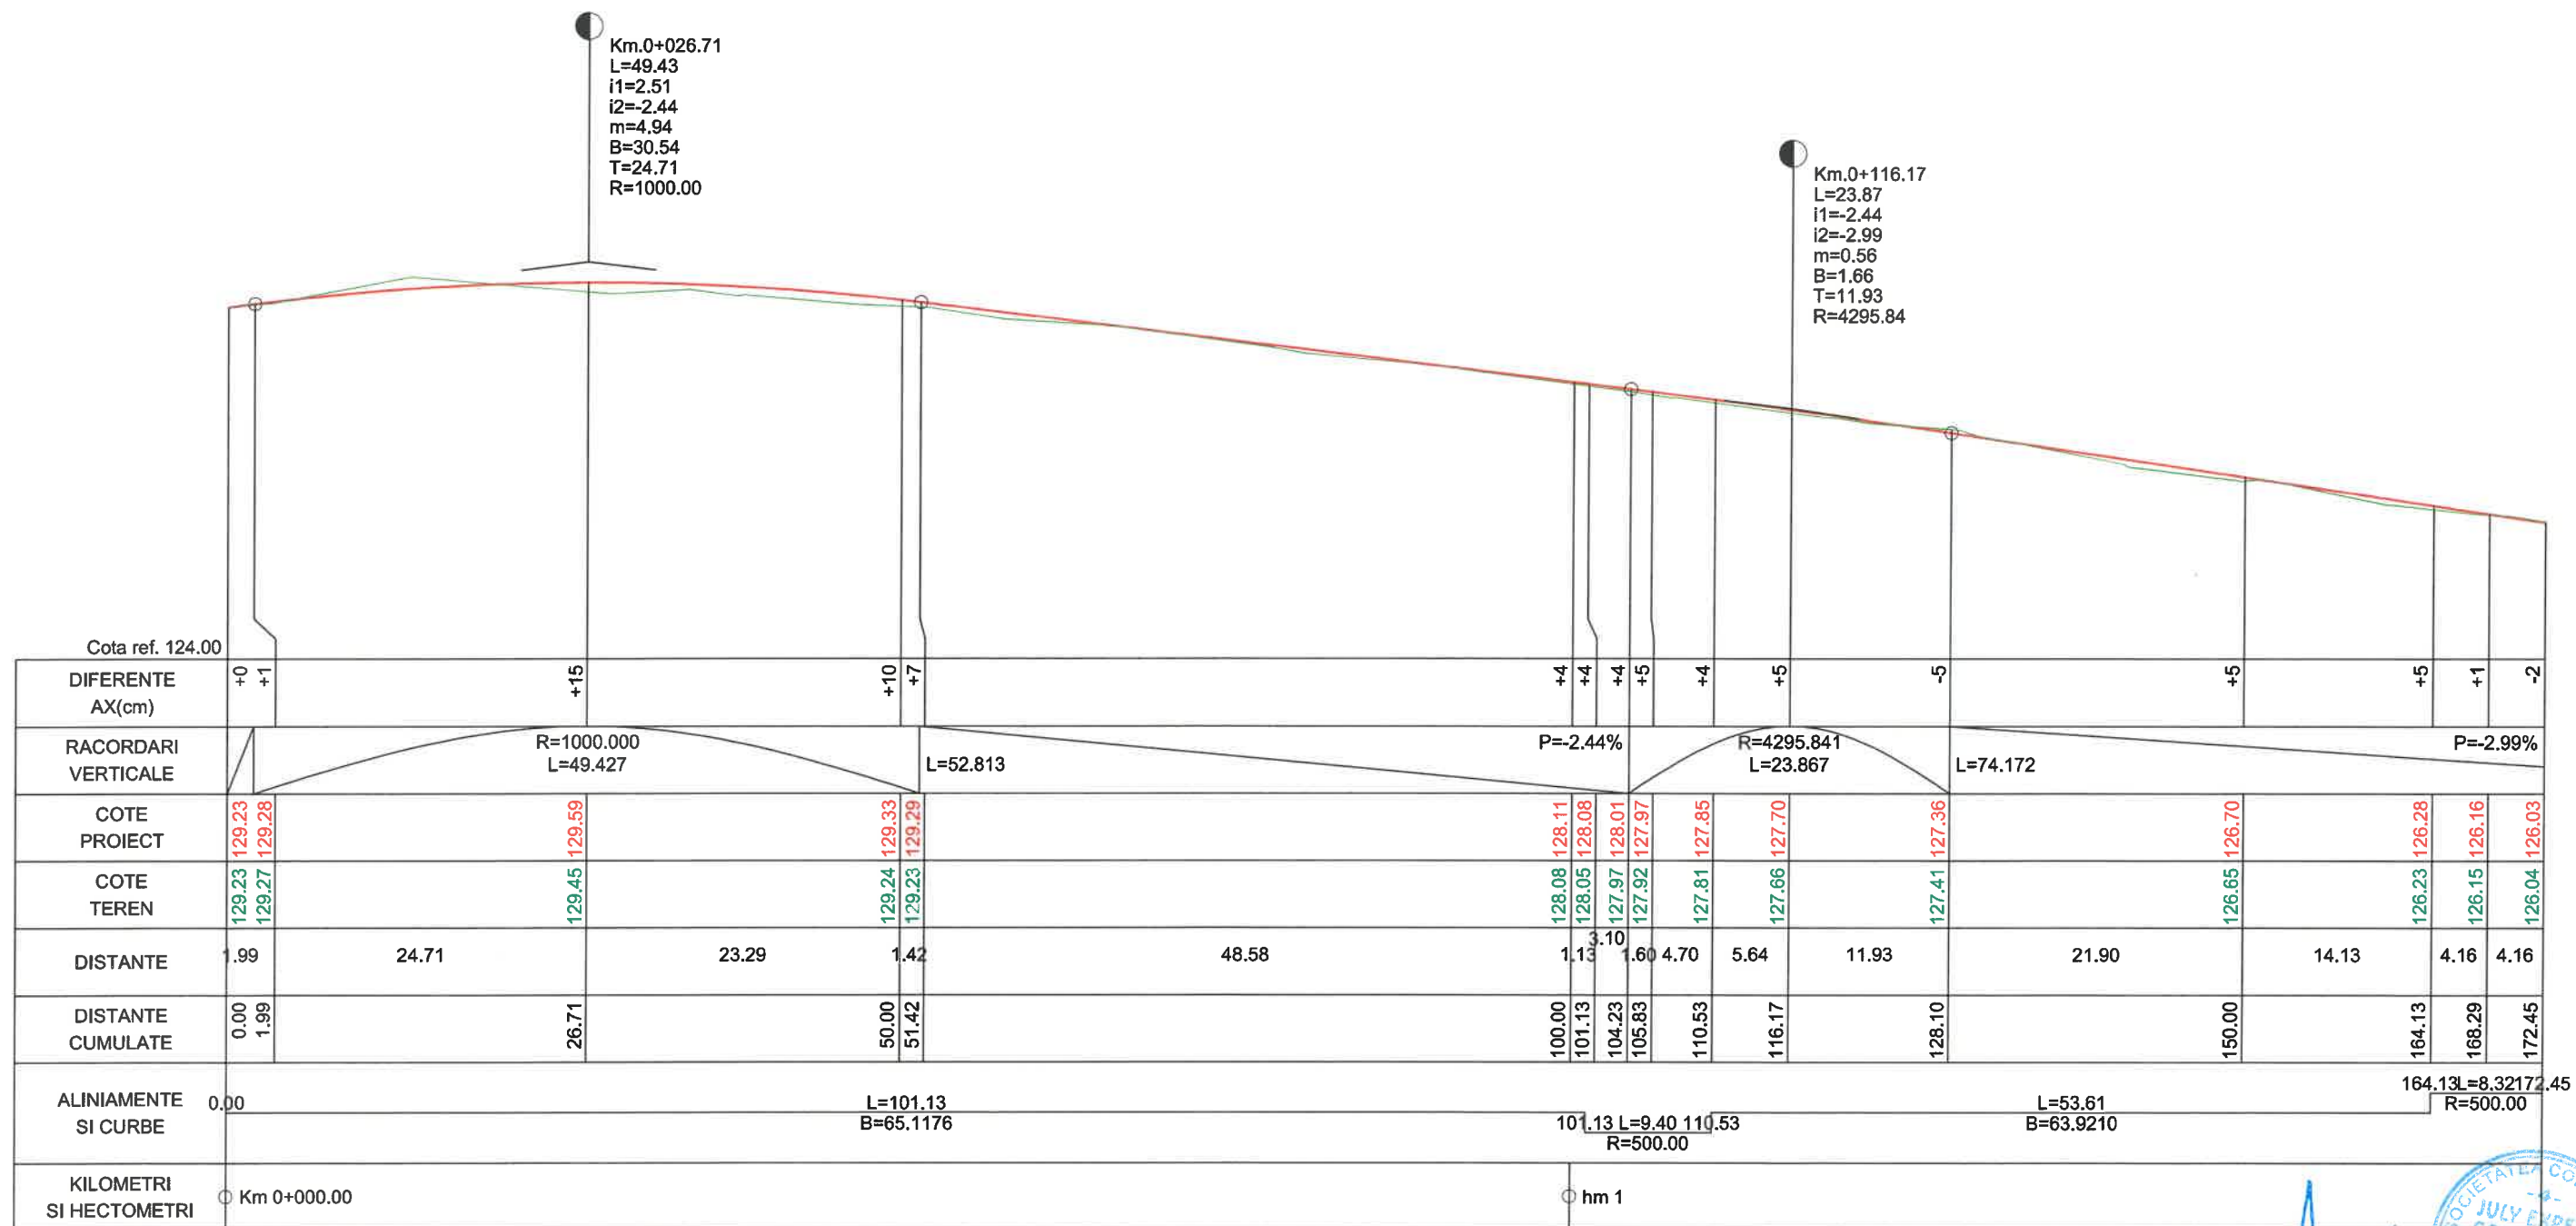 Km.0+026.71
L=49.43
i1=2.51
i2=-2.44
m=4.94
B=30.54
T=24.71
R=1000.00
Km.0+116.17
L=23.87
i1=-2.44
i2=-2.99
m=0.56
B=1.66
T=11.93
R=4295.84
Cota ref. 124.00
DIFERENTE
AX(cm)
+0 +1 +15 +10 +7 +4 +4 +4 +5 +4 +5 -5 +5 +5 +1 -2
RACORDARI
VERTICALE
R=1000.000
L=49.427
L=52.813
P=-2.44%
R=4295.841
L=23.867
L=74.172
P=-2.99%
COTE
PROIECT
129.23 129.28 129.59 129.33 129.29 128.11 128.08 128.01 127.97 127.85 127.70 127.36 126.70 126.28 126.16 126.03
COTE
TEREN
129.23 129.27 129.45 129.24 129.23 128.08 128.05 127.97 127.92 127.81 127.66 127.41 126.65 126.23 126.15 126.04
DISTANTE
1.99 24.71 23.29 1.42 48.58 1.13 3.10 1.60 4.70 5.64 11.93 21.90 14.13 4.16 4.16
DISTANTE
CUMULATE
0.00 1.99 26.71 50.00 51.42 100.00 101.13 104.23 105.83 110.53 116.17 128.10 150.00 164.13 168.29 172.45
ALINIAMENTE
SI CURBE
0.00
L=101.13
B=65.1176
101.13 L=9.40 110.53
R=500.00
L=53.61
B=63.9210
164.13L=8.32172.45
R=500.00
KILOMETRI
SI HECTOMETRI
Km 0+000.00
hm 1
-4-
JULY